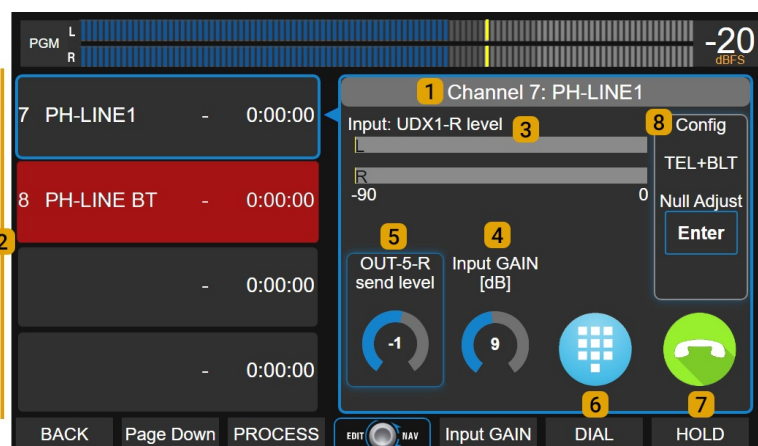 PGM
L
R
-20
dBFS
1 Channel 7: PH-LINE1
7 PH-LINE1 - 0:00:00
Input: UDX1-R level 3
L
R
-90 0
8 Config
TEL+BLT
Null Adjust
Enter
2
8 PH-LINE BT - 0:00:00
- 0:00:00
- 0:00:00
5
OUT-5-R
send level
-1
4
Input GAIN
[dB]
9
6
7
BACK Page Down PROCESS EDIT NAV Input GAIN DIAL HOLD